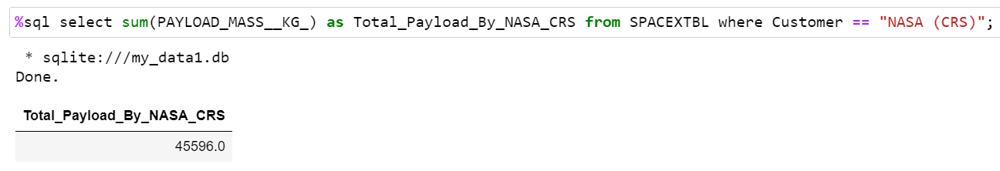 %sql select sum(PAYLOAD_MASS__KG_) as Total_Payload_By_NASA_CRS from SPACEXTBL where Customer == "NASA (CRS)";
* sqlite:///my_data1.db
Done.
Total_Payload_By_NASA_CRS
45596.0